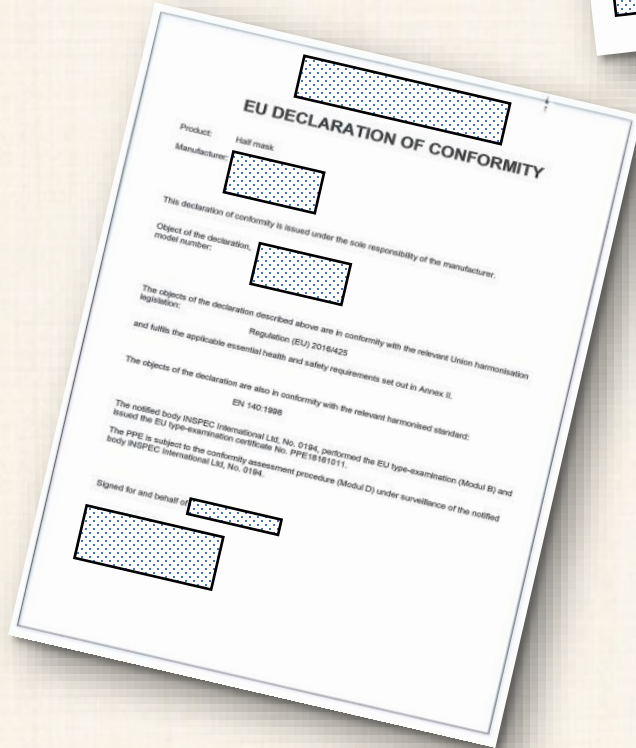 EU DECLARATION OF CONFORMITY
Product: Half mask
Manufacturer:
This declaration of conformity is issued under the sole responsibility of the manufacturer.
Object of the declaration,
model number:
The objects of the declaration described above are in conformity with the relevant Union harmonisation
legislation:
Regulation (EU) 2016/425
and fulfils the applicable essential health and safety requirements set out in Annex II.
The objects of the declaration are also in conformity with the relevant harmonised standard:
EN 140:1998
The notified body INSPEC International Ltd, No. 0194, performed the EU type-examination (Modul B) and
issued the EU type-examination certificate No. PPE18161011.
The PPE is subject to the conformity assessment procedure (Modul D) under surveillance of the notified
body INSPEC International Ltd, No. 0194.
Signed for and behalf of